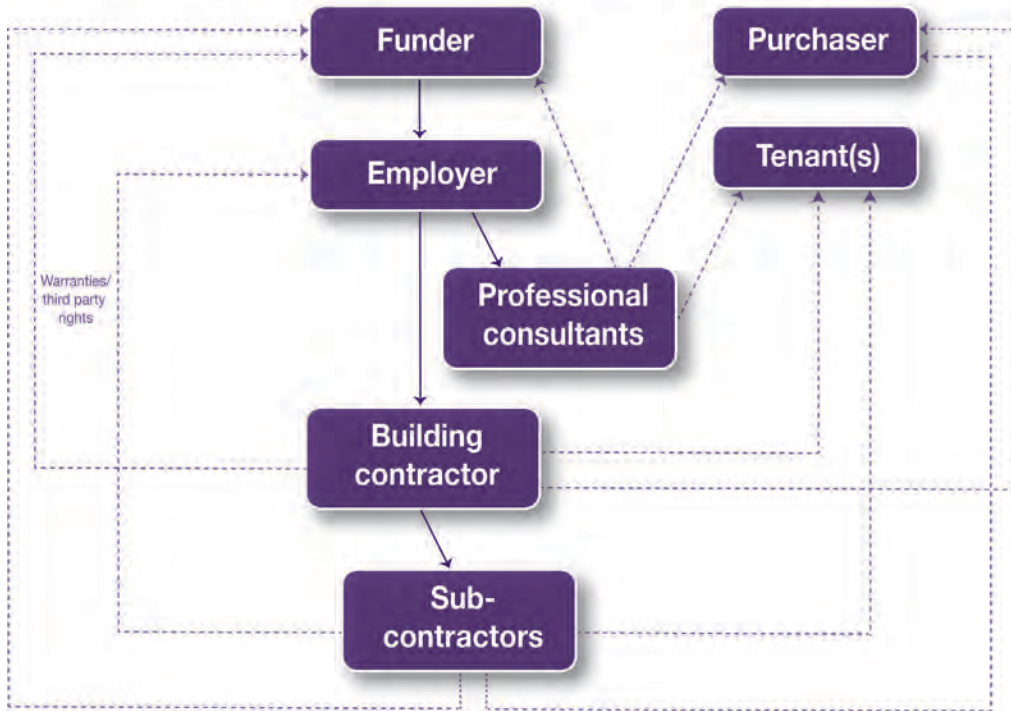 Funder
Purchaser
Employer
Tenant(s)
Professional
consultants
Warranties/
third party
rights
Building
contractor
Sub-
contractors